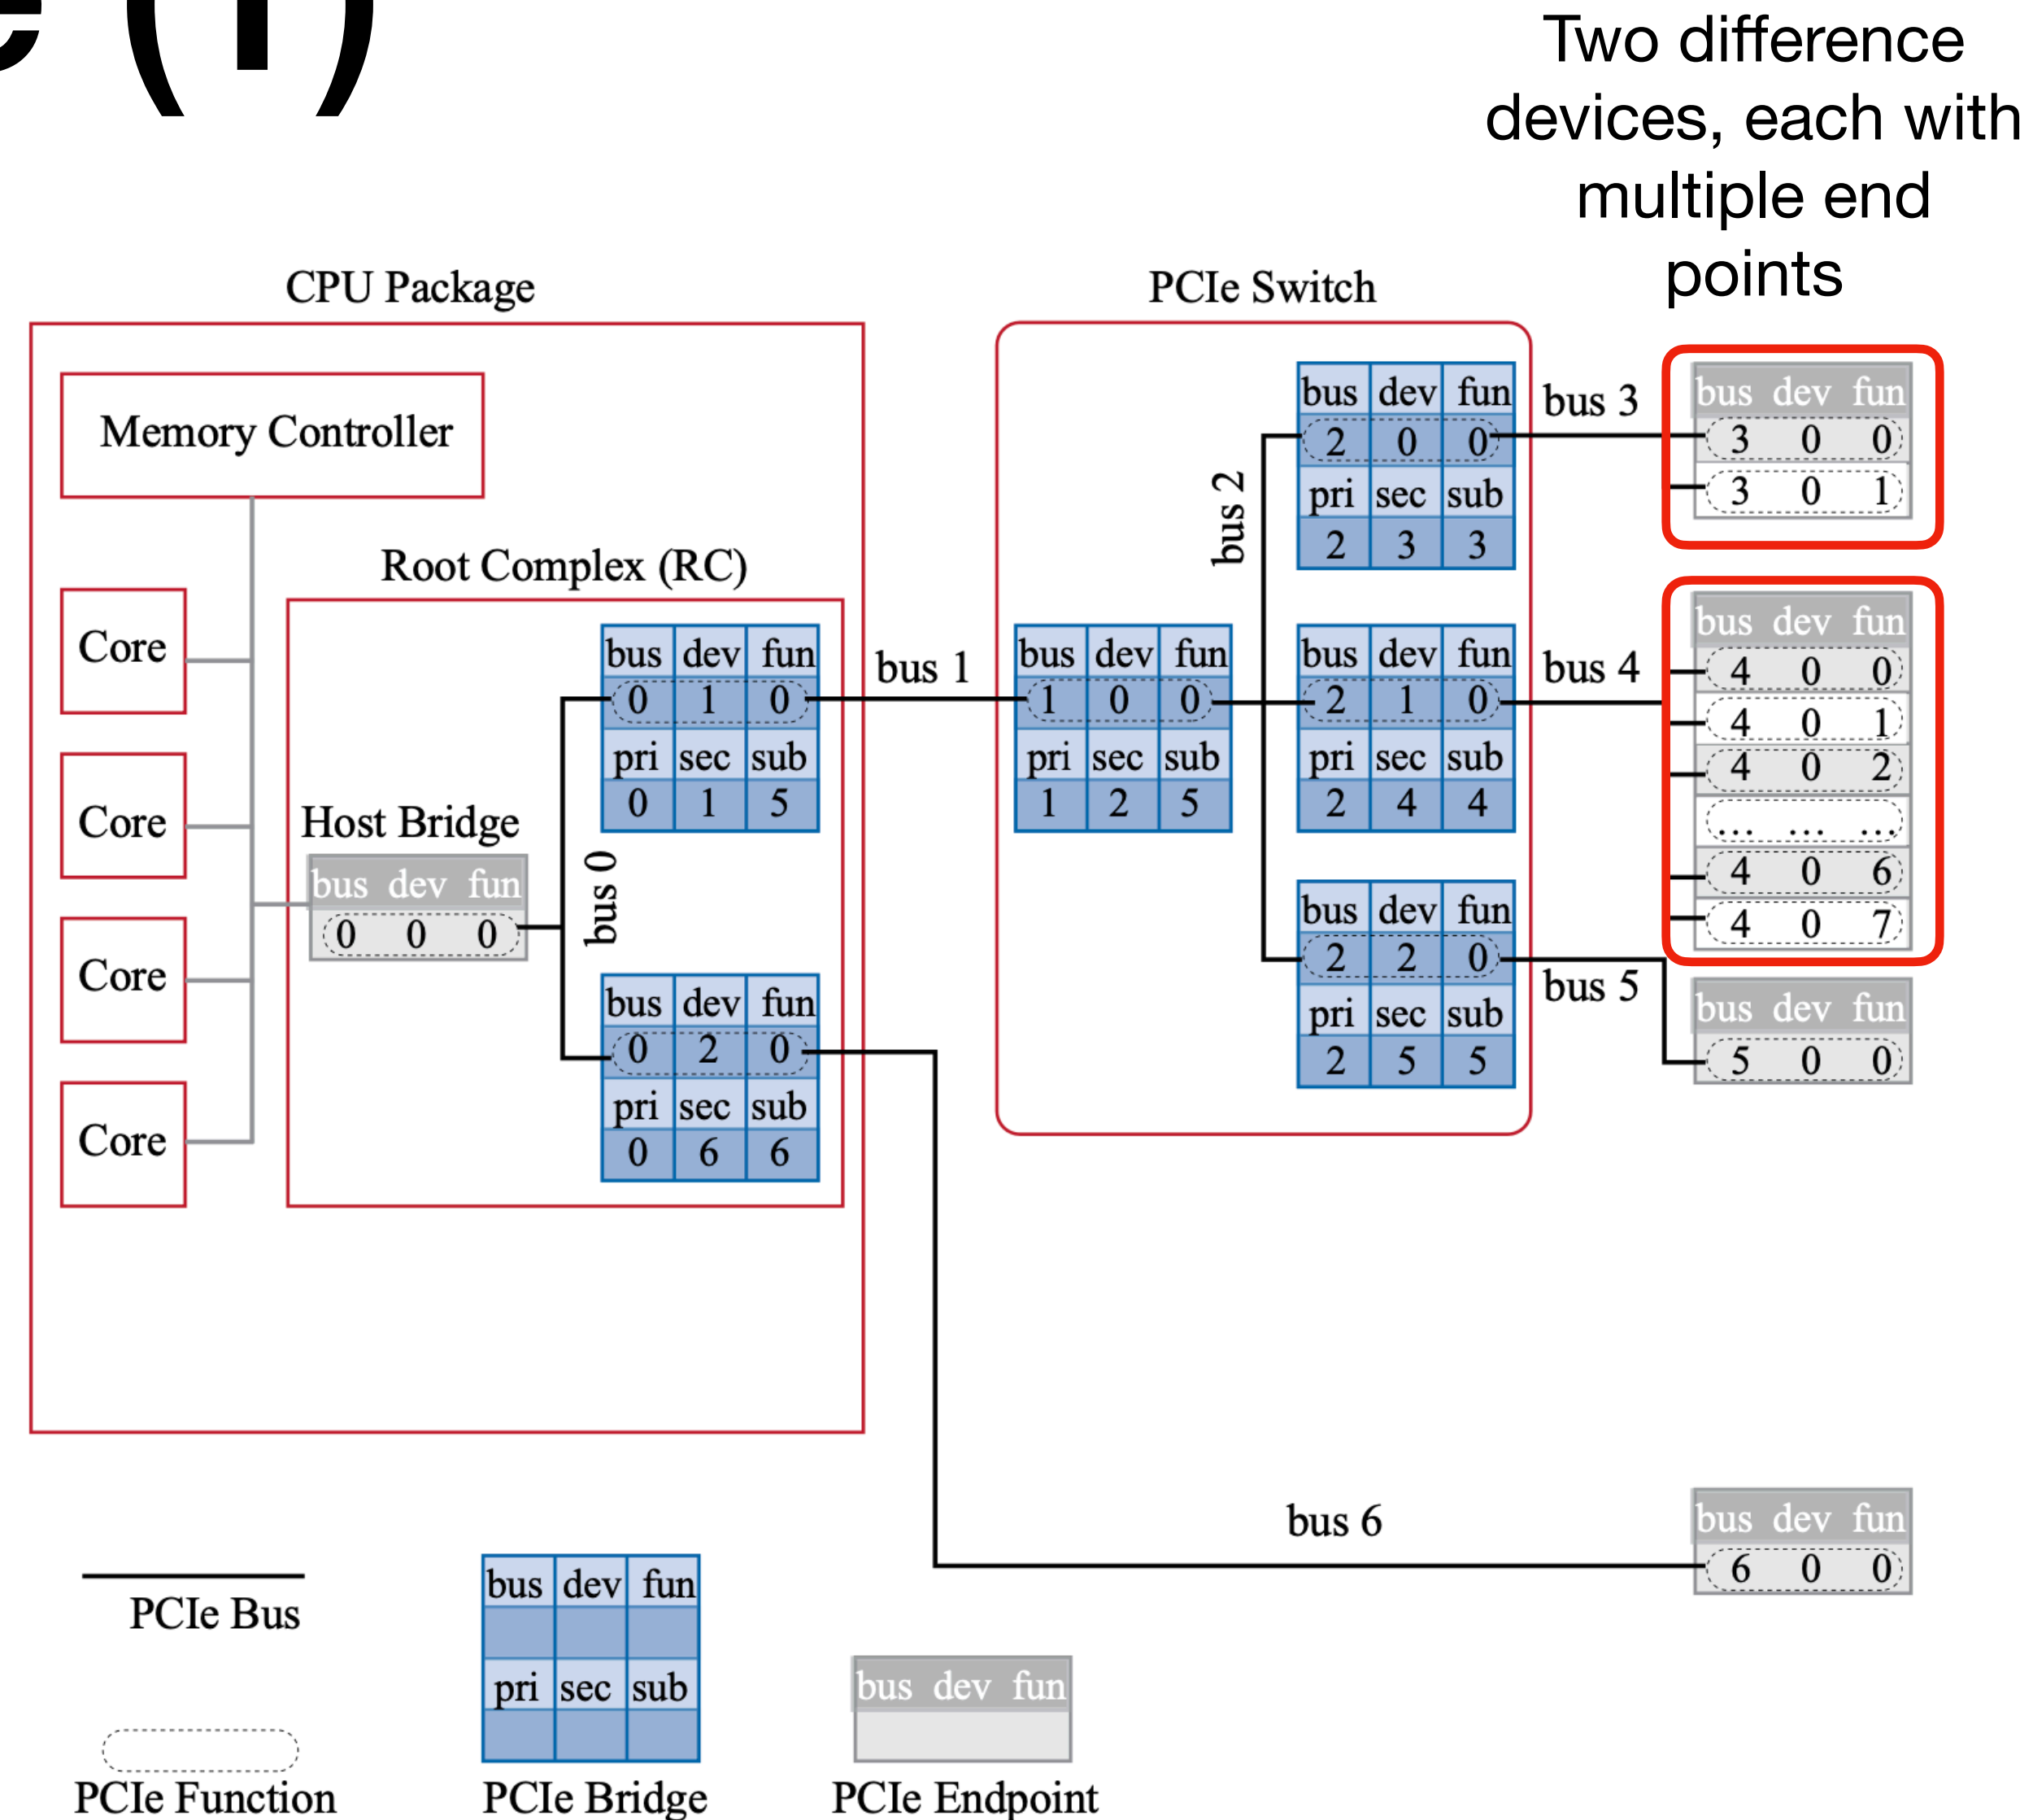 e (1)
Two difference
devices, each with
multiple end
points
CPU Package
PCIe Switch
Memory Controller
Root Complex (RC)
Core
Core
Core
Core
Host Bridge
bus dev fun
0 0 0
bus 0
bus dev fun
0 1 0
pri sec sub
0 1 5
bus dev fun
0 2 0
pri sec sub
0 6 6
bus 1
bus dev fun
1 0 0
pri sec sub
1 2 5
bus 2
bus dev fun
2 0 0
pri sec sub
2 3 3
bus dev fun
2 1 0
pri sec sub
2 4 4
bus dev fun
2 2 0
pri sec sub
2 5 5
bus 3
bus dev fun
3 0 0
3 0 1
bus 4
bus dev fun
4 0 0
4 0 1
4 0 2
... ... ...
4 0 6
4 0 7
bus 5
bus dev fun
5 0 0
bus 6
bus dev fun
6 0 0
PCIe Bus
PCIe Function
bus dev fun
pri sec sub
PCIe Bridge
bus dev fun
PCIe Endpoint